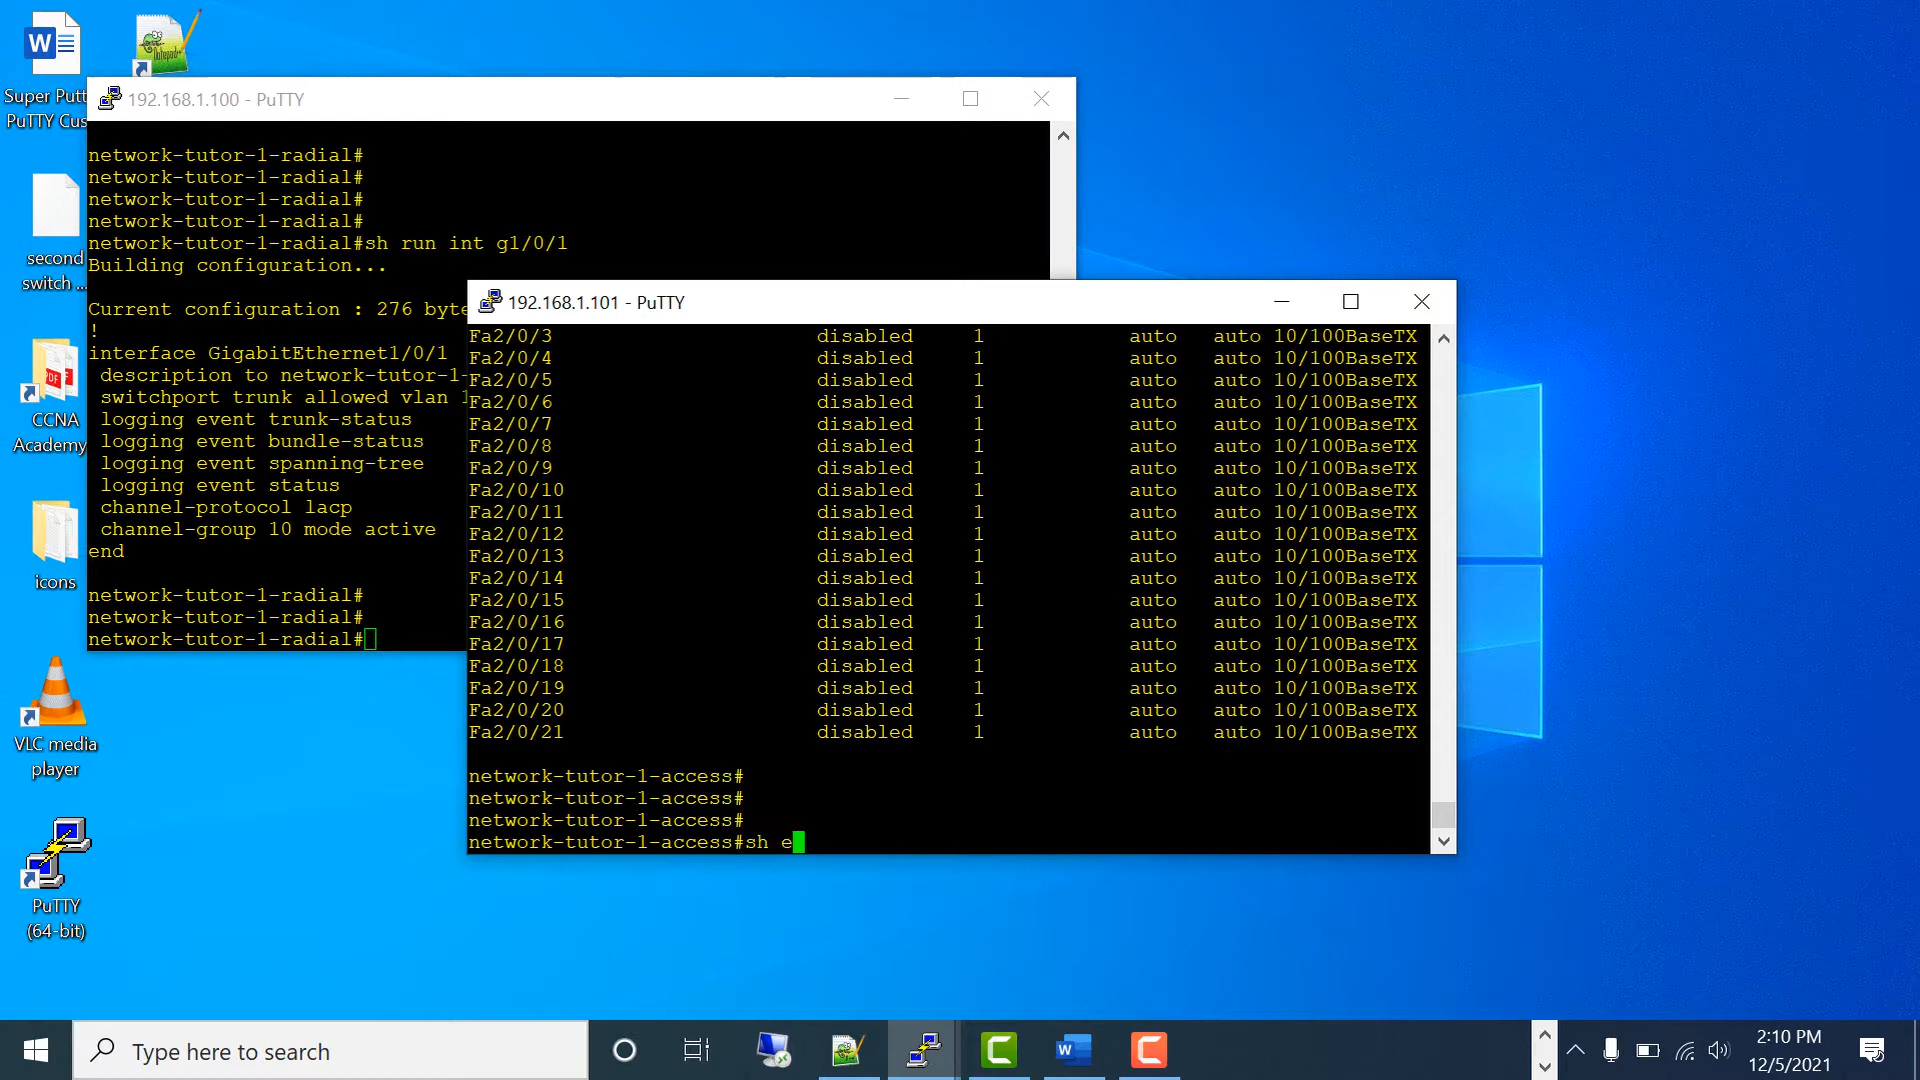 Super Putt
PuTTY Cus
second
switch ...
CCNA
Academy
icons
VLC media
player
PuTTY
(64-bit)
192.168.1.100 - PuTTY
network-tutor-1-radial#
network-tutor-1-radial#
network-tutor-1-radial#
network-tutor-1-radial#
network-tutor-1-radial#sh run int g1/0/1
Building configuration...
Current configuration : 276 byte
!
interface GigabitEthernet1/0/1
description to network-tutor-1-
switchport trunk allowed vlan 1
logging event trunk-status
logging event bundle-status
logging event spanning-tree
logging event status
channel-protocol lacp
channel-group 10 mode active
end
network-tutor-1-radial#
network-tutor-1-radial#
network-tutor-1-radial#
192.168.1.101 - PuTTY
Fa2/0/3 disabled 1 auto auto 10/100BaseTX
Fa2/0/4 disabled 1 auto auto 10/100BaseTX
Fa2/0/5 disabled 1 auto auto 10/100BaseTX
Fa2/0/6 disabled 1 auto auto 10/100BaseTX
Fa2/0/7 disabled 1 auto auto 10/100BaseTX
Fa2/0/8 disabled 1 auto auto 10/100BaseTX
Fa2/0/9 disabled 1 auto auto 10/100BaseTX
Fa2/0/10 disabled 1 auto auto 10/100BaseTX
Fa2/0/11 disabled 1 auto auto 10/100BaseTX
Fa2/0/12 disabled 1 auto auto 10/100BaseTX
Fa2/0/13 disabled 1 auto auto 10/100BaseTX
Fa2/0/14 disabled 1 auto auto 10/100BaseTX
Fa2/0/15 disabled 1 auto auto 10/100BaseTX
Fa2/0/16 disabled 1 auto auto 10/100BaseTX
Fa2/0/17 disabled 1 auto auto 10/100BaseTX
Fa2/0/18 disabled 1 auto auto 10/100BaseTX
Fa2/0/19 disabled 1 auto auto 10/100BaseTX
Fa2/0/20 disabled 1 auto auto 10/100BaseTX
Fa2/0/21 disabled 1 auto auto 10/100BaseTX
network-tutor-1-access#
network-tutor-1-access#
network-tutor-1-access#
network-tutor-1-access#sh e
Type here to search
2:10 PM
12/5/2021